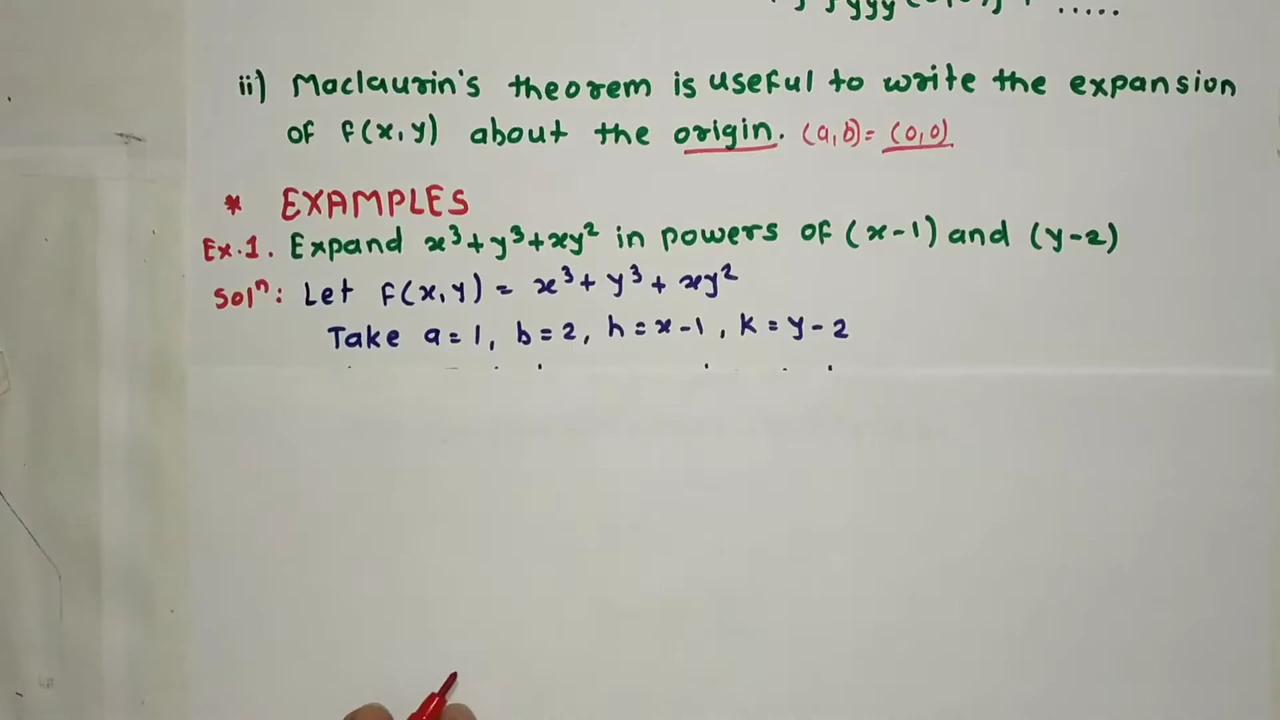 .....
ii) Maclaurin's theorem is useful to write the expansion
of f(x,y) about the origin. (a,b)= (0,0)
* EXAMPLES
Ex.1. Expand x³+y³+xy² in powers of (x-1) and (y-2)
Solⁿ: Let f(x,y) = x³+ y³ + xy²
Take a=1, b=2, h=x-1, k=y-2